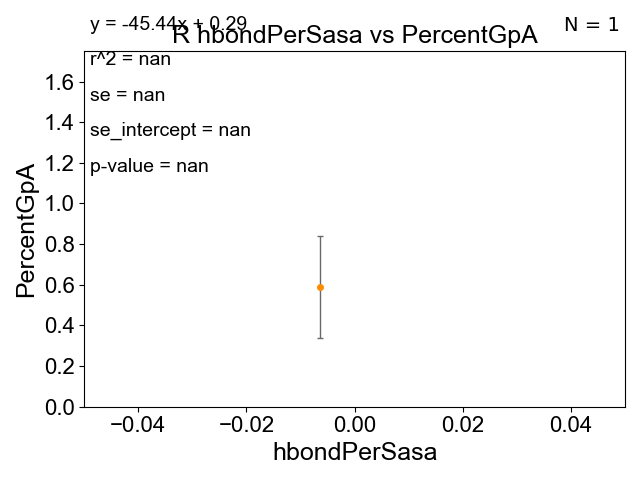 y = -45.44x + 0.29
R hbondPerSasa vs PercentGpA
N = 1
r^2 = nan
se = nan
se_intercept = nan
p-value = nan
PercentGpA
1.6
1.4
1.2
1.0
0.8
0.6
0.4
0.2
0.0
−0.04 −0.02 0.00 0.02 0.04
hbondPerSasa